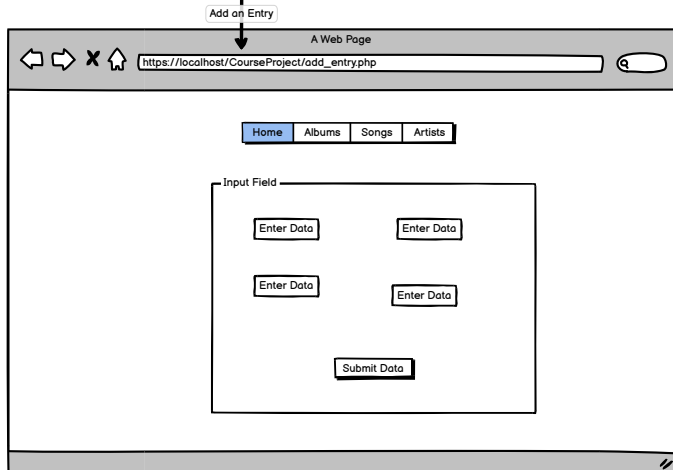 Add an Entry
A Web Page
https://localhost/CourseProject/add_entry.php
Home Albums Songs Artists
Input Field
Enter Data Enter Data
Enter Data Enter Data
Submit Data